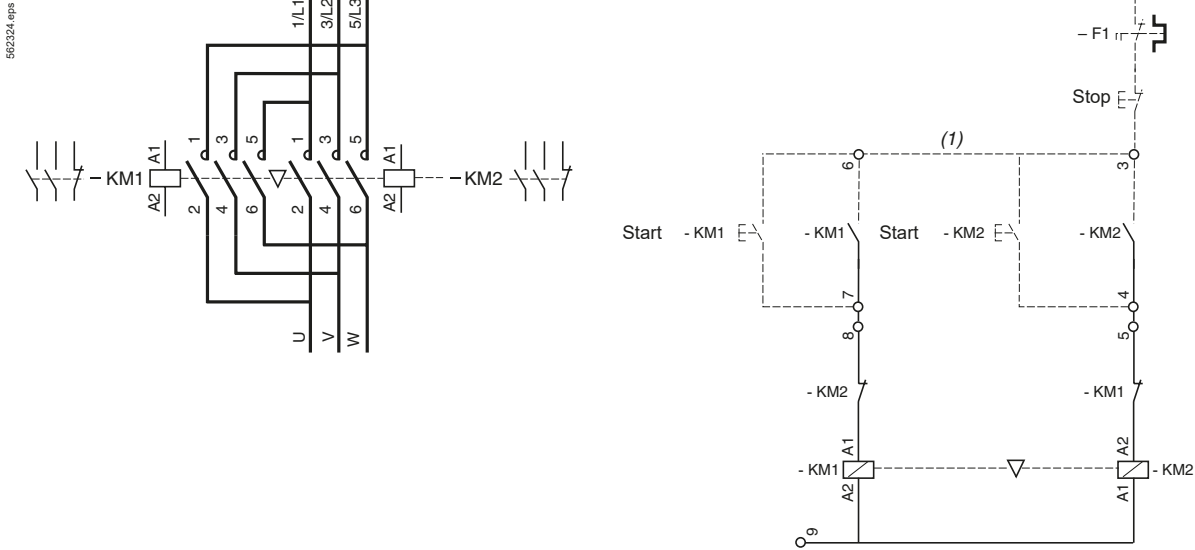 562324.eps
1/L1
3/L2
5/L3
1 3 5 1 3 5
A1 A1
– KM1 – KM2
A2 A2
2 4 6 2 4 6
U
V
W
– F1
Stop
(1)
6 3
Start - KM1 - KM1 Start - KM2 - KM2
7 4
8 5
- KM2 - KM1
A1 A2
- KM1 - KM2
A2 A1
9